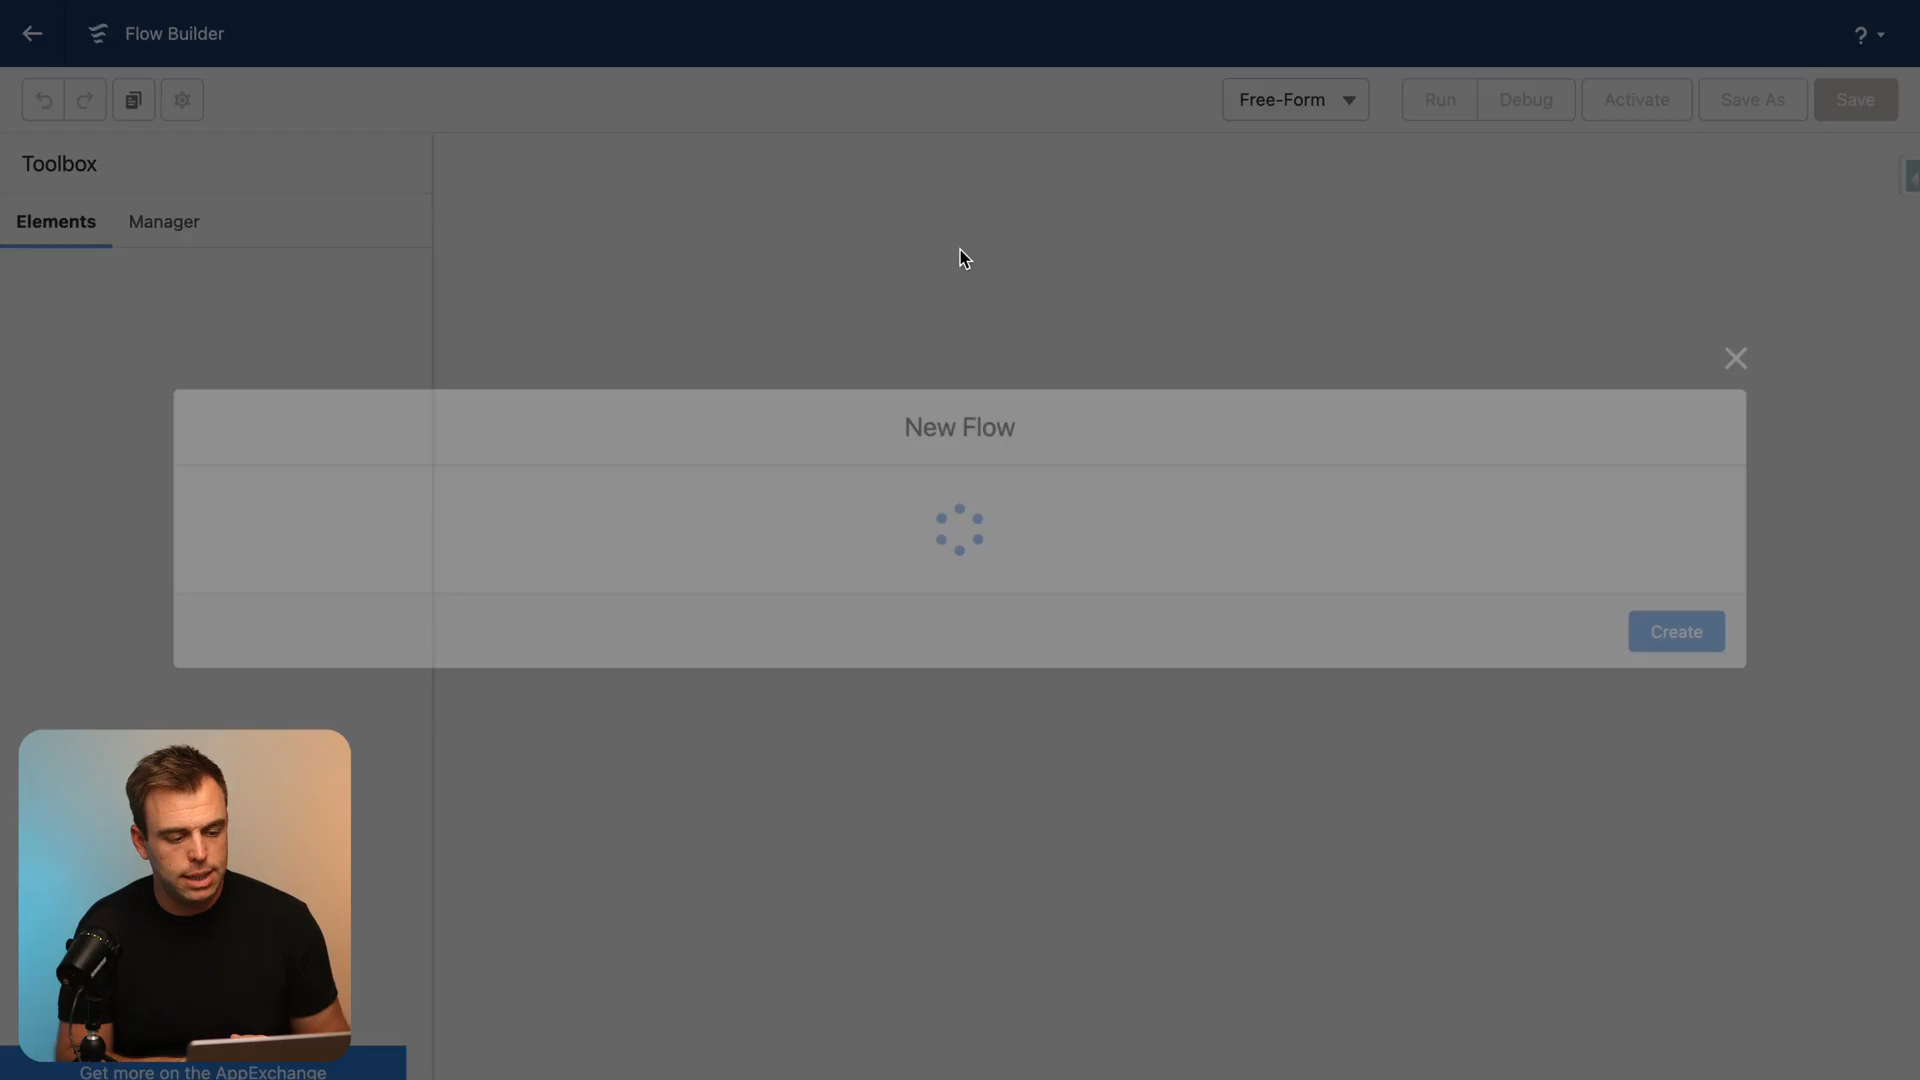 Flow Builder
?
Free-Form
Run
Debug
Activate
Save As
Save
Toolbox
Elements
Manager
New Flow
Create
Get more on the AppExchange